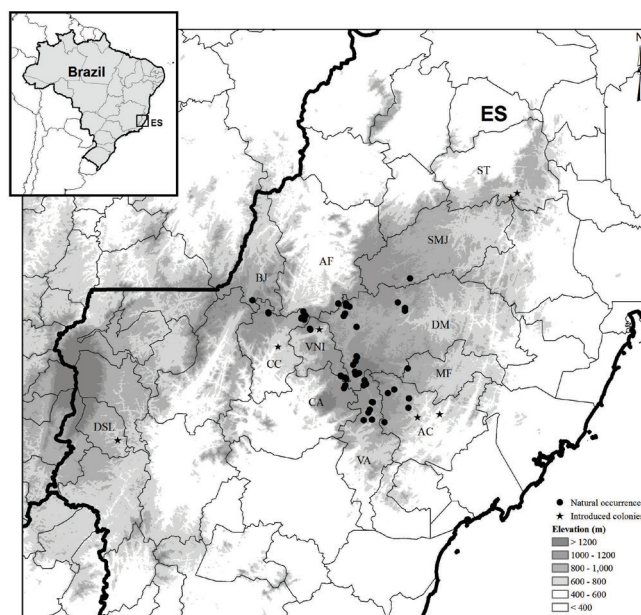 Brazil
ES
N
ES
ST
SMJ
AF
BJ
DM
VNI
CC
MF
CA
AC
DSL
VA
Natural occurrence
Introduced colonies
Elevation (m)
> 1200
1000 - 1200
800 - 1,000
600 - 800
400 - 600
< 400